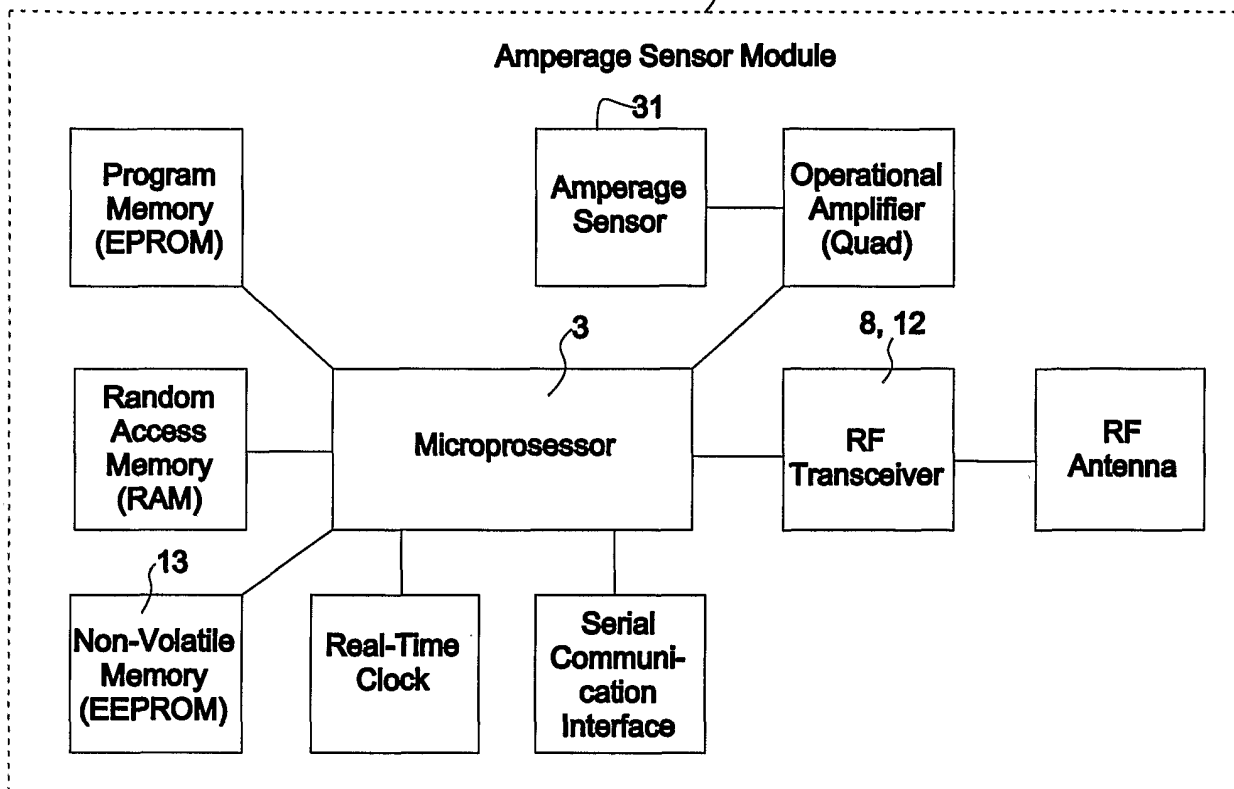 Amperage Sensor Module
31
Program
Memory
(EPROM)
Amperage
Sensor
Operational
Amplifier
(Quad)
3
8, 12
Random
Access
Memory
(RAM)
Microprosessor
RF
Transceiver
RF
Antenna
13
Non-Volatile
Memory
(EEPROM)
Real-Time
Clock
Serial
Communi-
cation
Interface